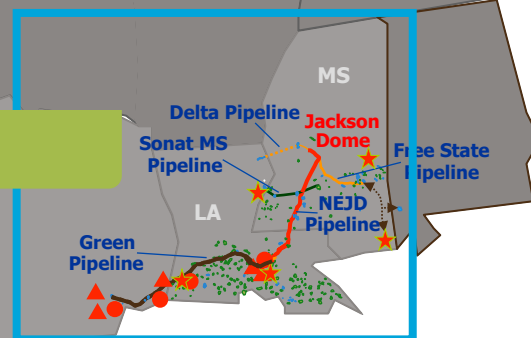 MS
Delta Pipeline
Jackson
Dome
Sonat MS
Pipeline
Free State
Pipeline
NEJD
Pipeline
LA
Green
Pipeline